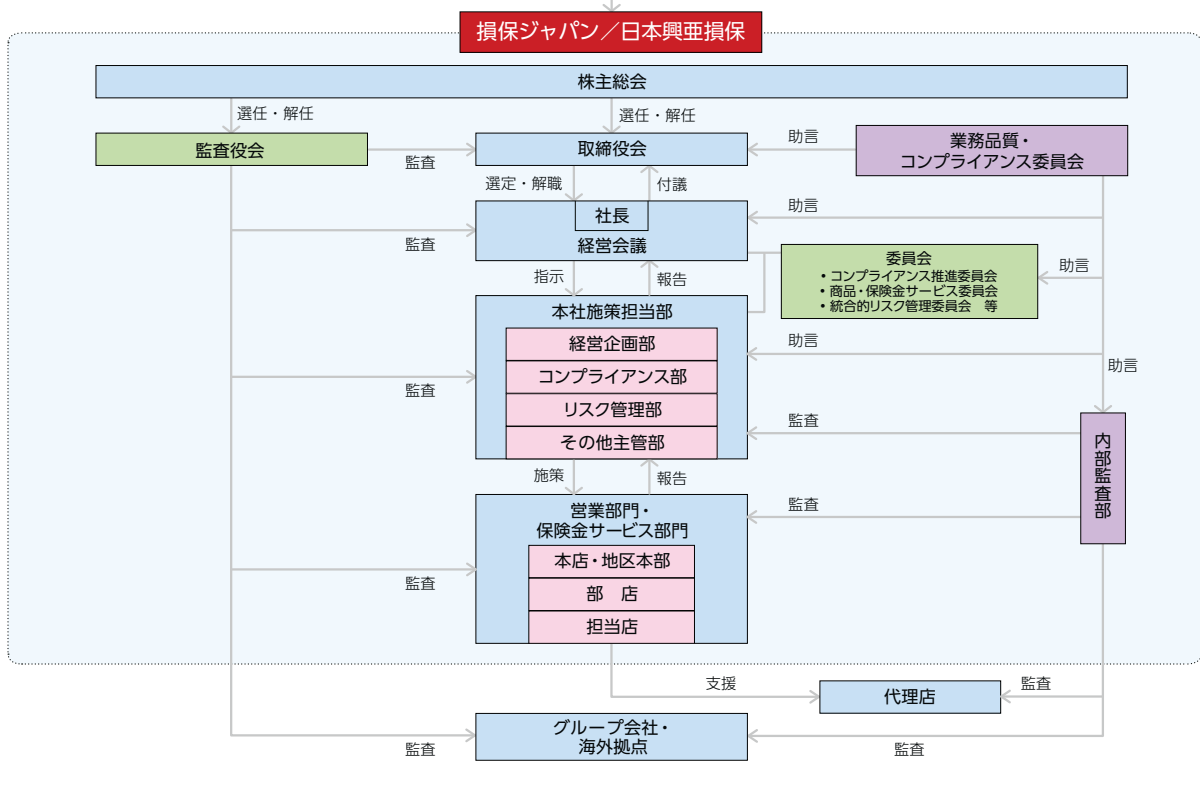 損保ジャパン／日本興亜損保
株主総会
選任・解任
選任・解任
監査役会
監査
取締役会
助言
業務品質・
コンプライアンス委員会
選定・解職
付議
社長
経営会議
監査
助言
委員会
• コンプライアンス推進委員会
• 商品・保険金サービス委員会
• 統合的リスク管理委員会　等
助言
指示
報告
本社施策担当部
経営企画部
コンプライアンス部
リスク管理部
その他主管部
監査
助言
助言
監査
内部監査部
施策
報告
営業部門・
保険金サービス部門
本店・地区本部
部　店
担当店
監査
監査
支援
代理店
監査
グループ会社・
海外拠点
監査
監査